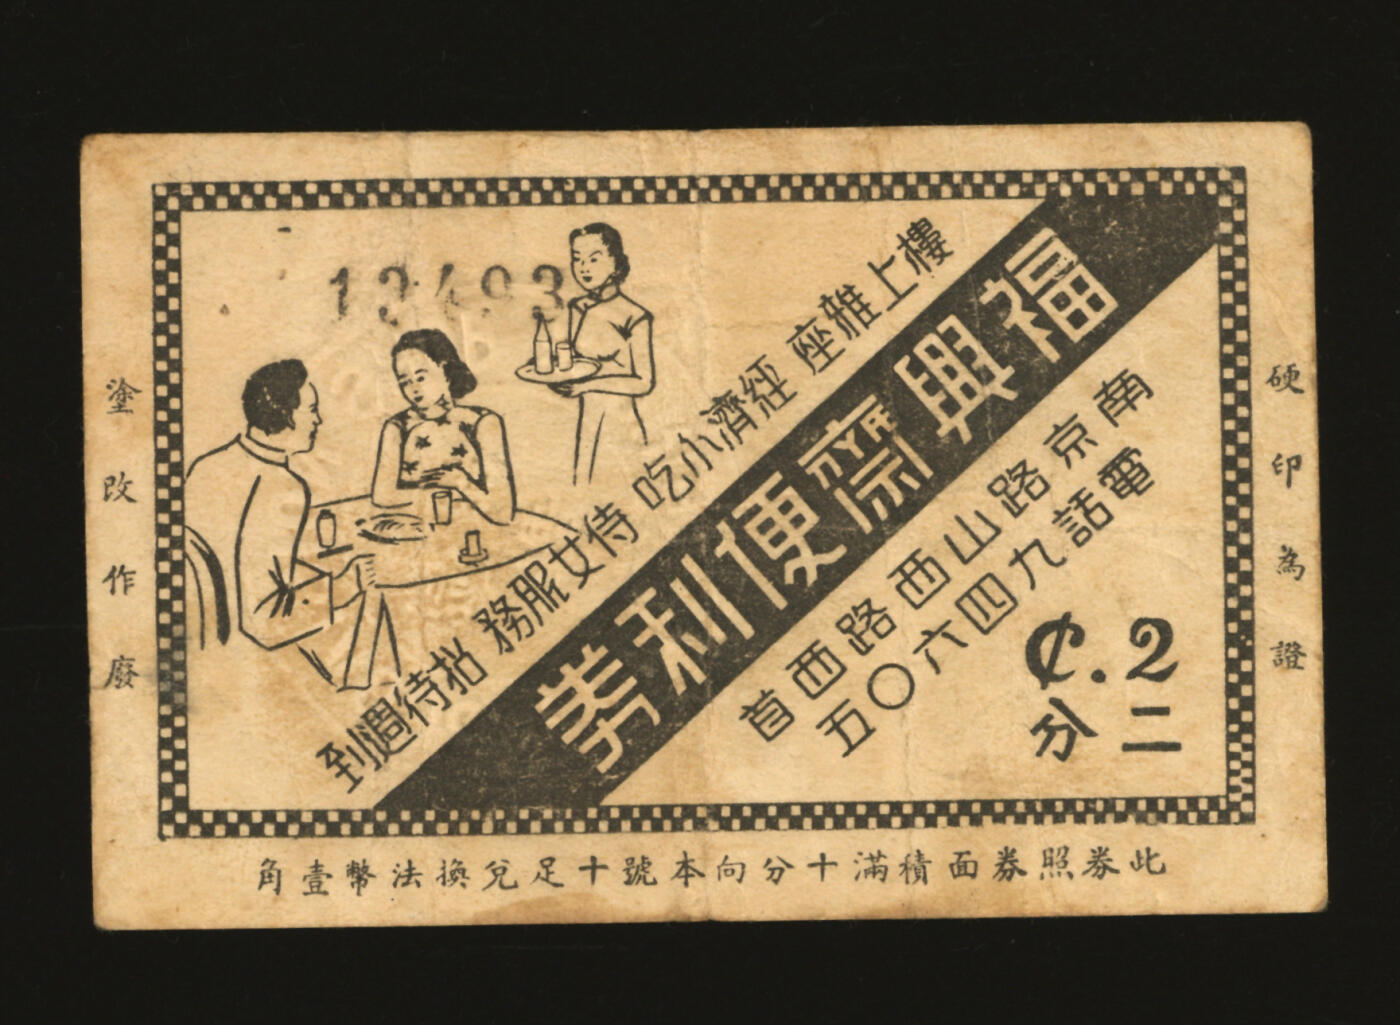 樓上雅座 經濟小吃 侍女服務 招待週到
福興齋便利券
南京路山西路西首
電話九四六〇五
₵.2
二分
硬印為證
塗改作廢
此券照券面積滿十分向本號十足兌換法幣壹角